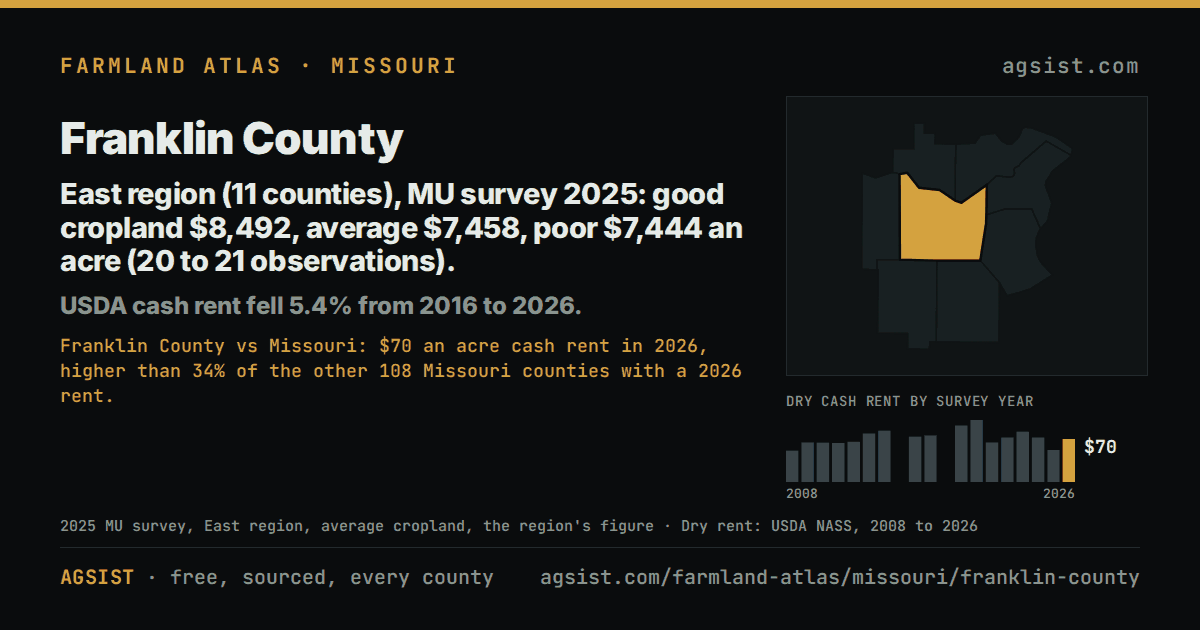 FARMLAND ATLAS · MISSOURI
agsist.com
Franklin County
East region (11 counties), MU survey 2025: good
cropland $8,492, average $7,458, poor $7,444 an
acre (20 to 21 observations).
USDA cash rent fell 5.4% from 2016 to 2026.
Franklin County vs Missouri: $70 an acre cash rent in 2026,
higher than 34% of the other 108 Missouri counties with a 2026
rent.
DRY CASH RENT BY SURVEY YEAR
$70
2008 2026
2025 MU survey, East region, average cropland, the region's figure · Dry rent: USDA NASS, 2008 to 2026
AGSIST · free, sourced, every county
agsist.com/farmland-atlas/missouri/franklin-county